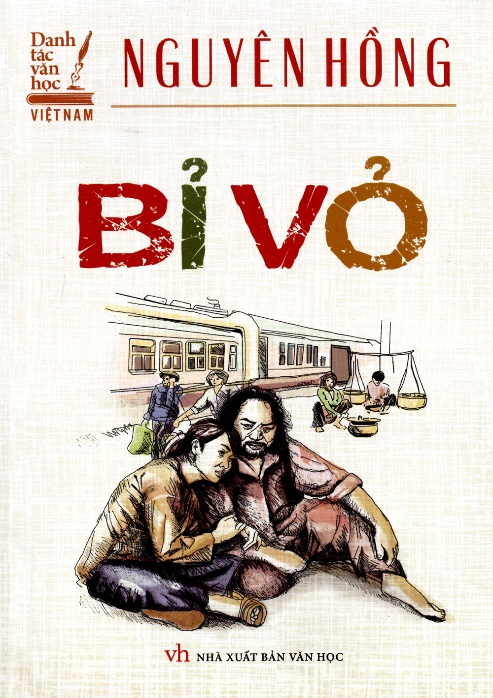 Danh
tác
văn
học
VIỆT NAM
NGUYÊN HỒNG
BỈ VỎ
vh NHÀ XUẤT BẢN VĂN HỌC